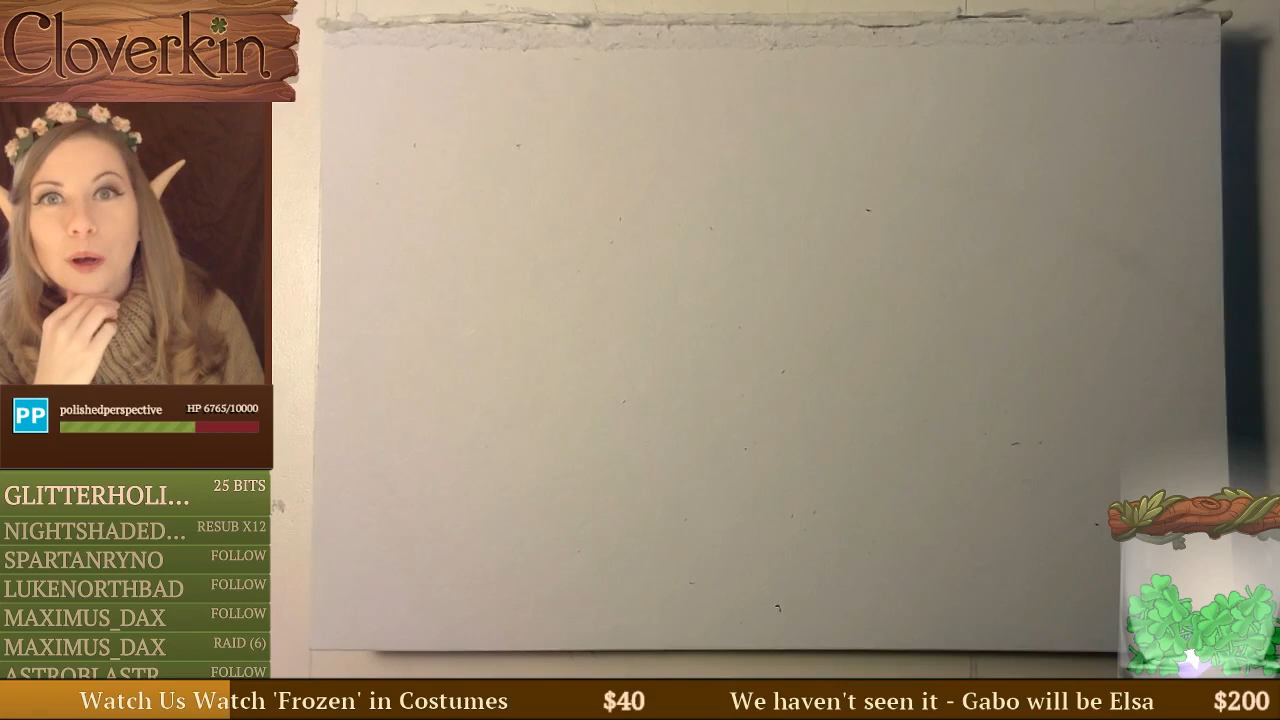 Cloverkin
PP
polishedperspective HP 6765/10000
GLITTERHOLI... 25 BITS
NIGHTSHADED... RESUB X12
SPARTANRYNO FOLLOW
LUKENORTHBAD FOLLOW
MAXIMUS_DAX FOLLOW
MAXIMUS_DAX RAID (6)
ASTROBLASTR FOLLOW
Watch Us Watch 'Frozen' in Costumes $40 We haven't seen it - Gabo will be Elsa $200